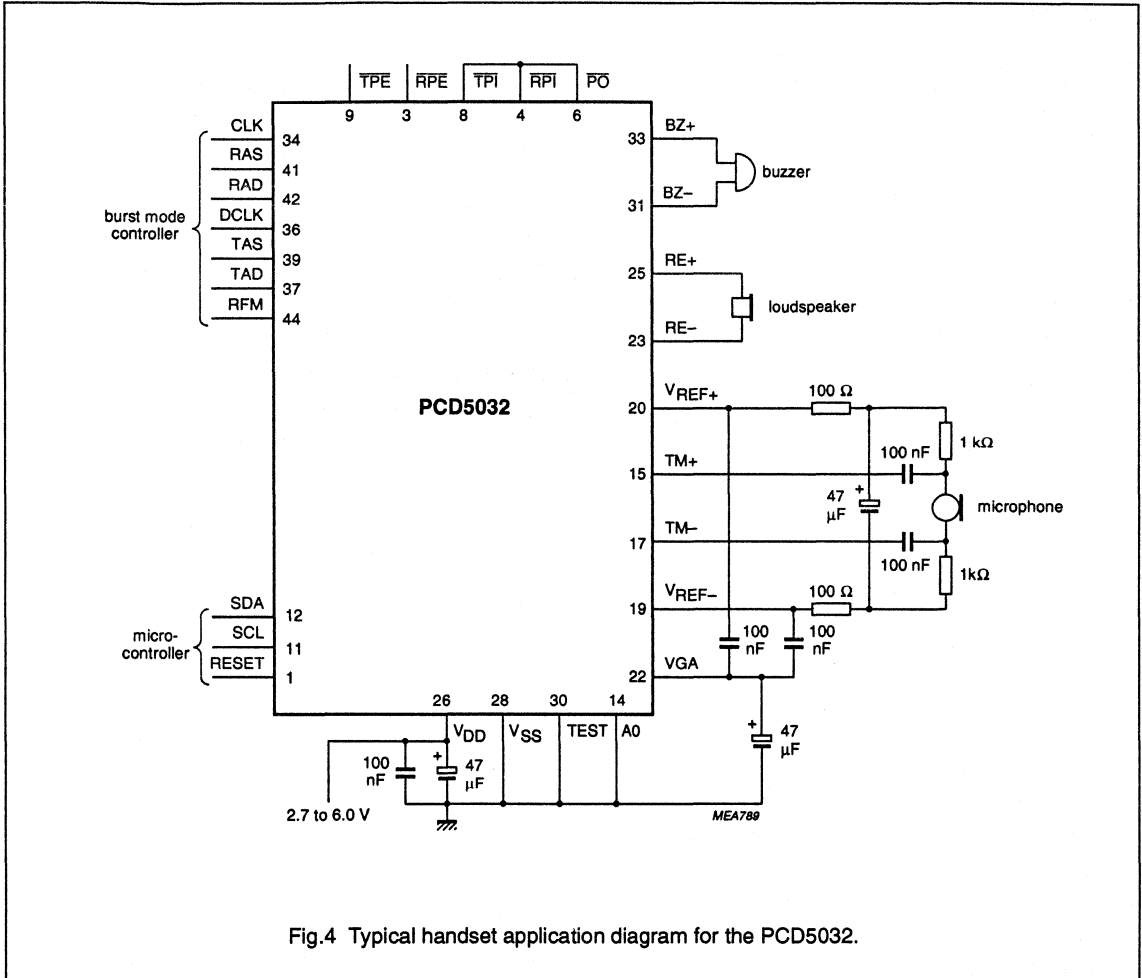 TPE RPE TPI RPI PO
9 3 8 4 6
CLK 34
RAS 41
RAD 42
DCLK 36
TAS 39
TAD 37
RFM 44
burst mode
controller
33 BZ+
31 BZ–
buzzer
25 RE+
23 RE–
loudspeaker
PCD5032
20 VREF+ 100 Ω
1 kΩ
15 TM+ 100 nF
47
µF
+
microphone
17 TM–
100 nF
1kΩ
19 VREF– 100 Ω
100
nF
100
nF
22 VGA
+
47
µF
SDA 12
SCL 11
RESET 1
micro-
controller
26 28 30 14
VDD VSS TEST A0
100
nF
+
47
µF
2.7 to 6.0 V
MEA789
Fig.4 Typical handset application diagram for the PCD5032.